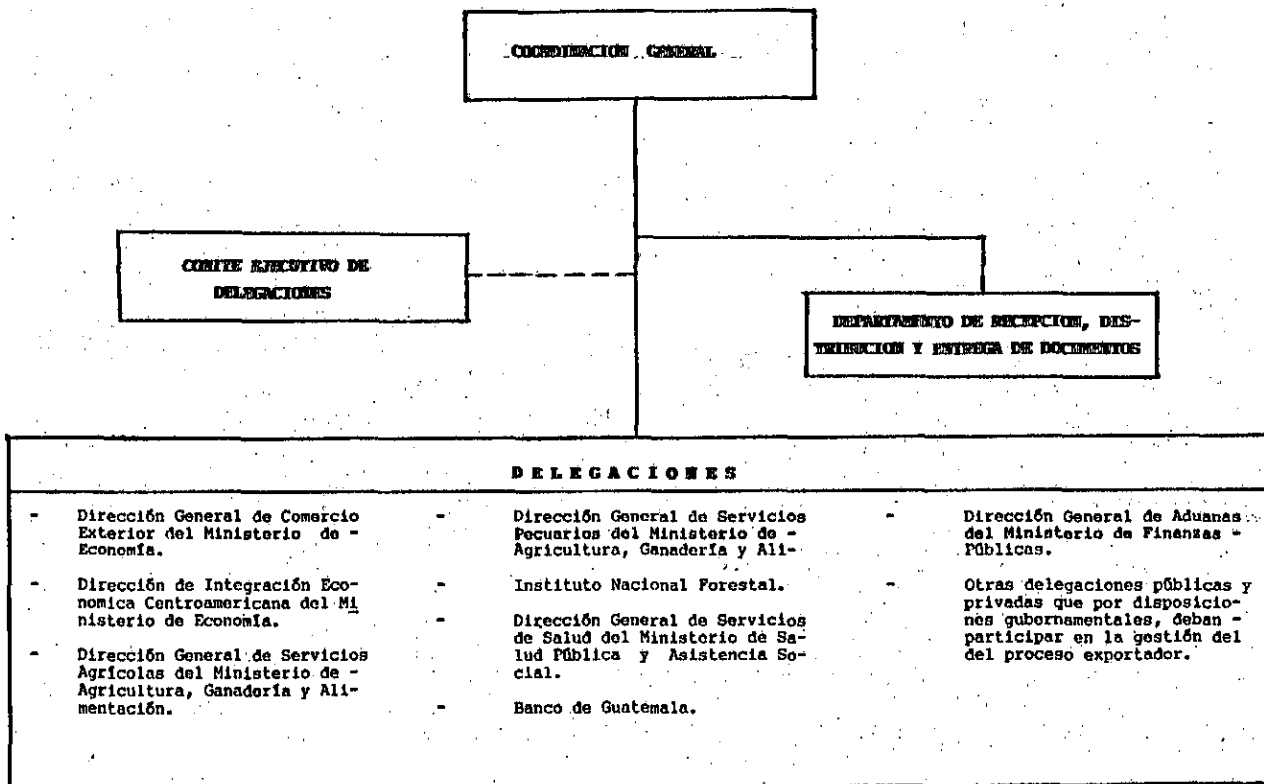 COORDINACION GENERAL
COMITE EJECUTIVO DE
DELEGACIONES
DEPARTAMENTO DE RECEPCION, DIS-
TRIBUCION Y ENTREGA DE DOCUMENTOS
DELEGACIONES
- Dirección General de Comercio
Exterior del Ministerio de -
Economía.
- Dirección de Integración Eco-
nomica Centroamericana del Mi
nisterio de Economía.
- Dirección General de Servicios
Agrícolas del Ministerio de -
Agricultura, Ganadería y Ali-
mentación.
- Dirección General de Servicios
Pecuarios del Ministerio de -
Agricultura, Ganadería y Ali-
- Instituto Nacional Forestal.
- Dirección General de Servicios
de Salud del Ministerio de Sa-
lud Pública y Asistencia So-
cial.
- Banco de Guatemala.
- Dirección General de Aduanas
del Ministerio de Finanzas -
Públicas.
- Otras delegaciones públicas y
privadas que por disposicio-
nes gubornamentales, deban -
participar en la gestión del
del proceso exportador.